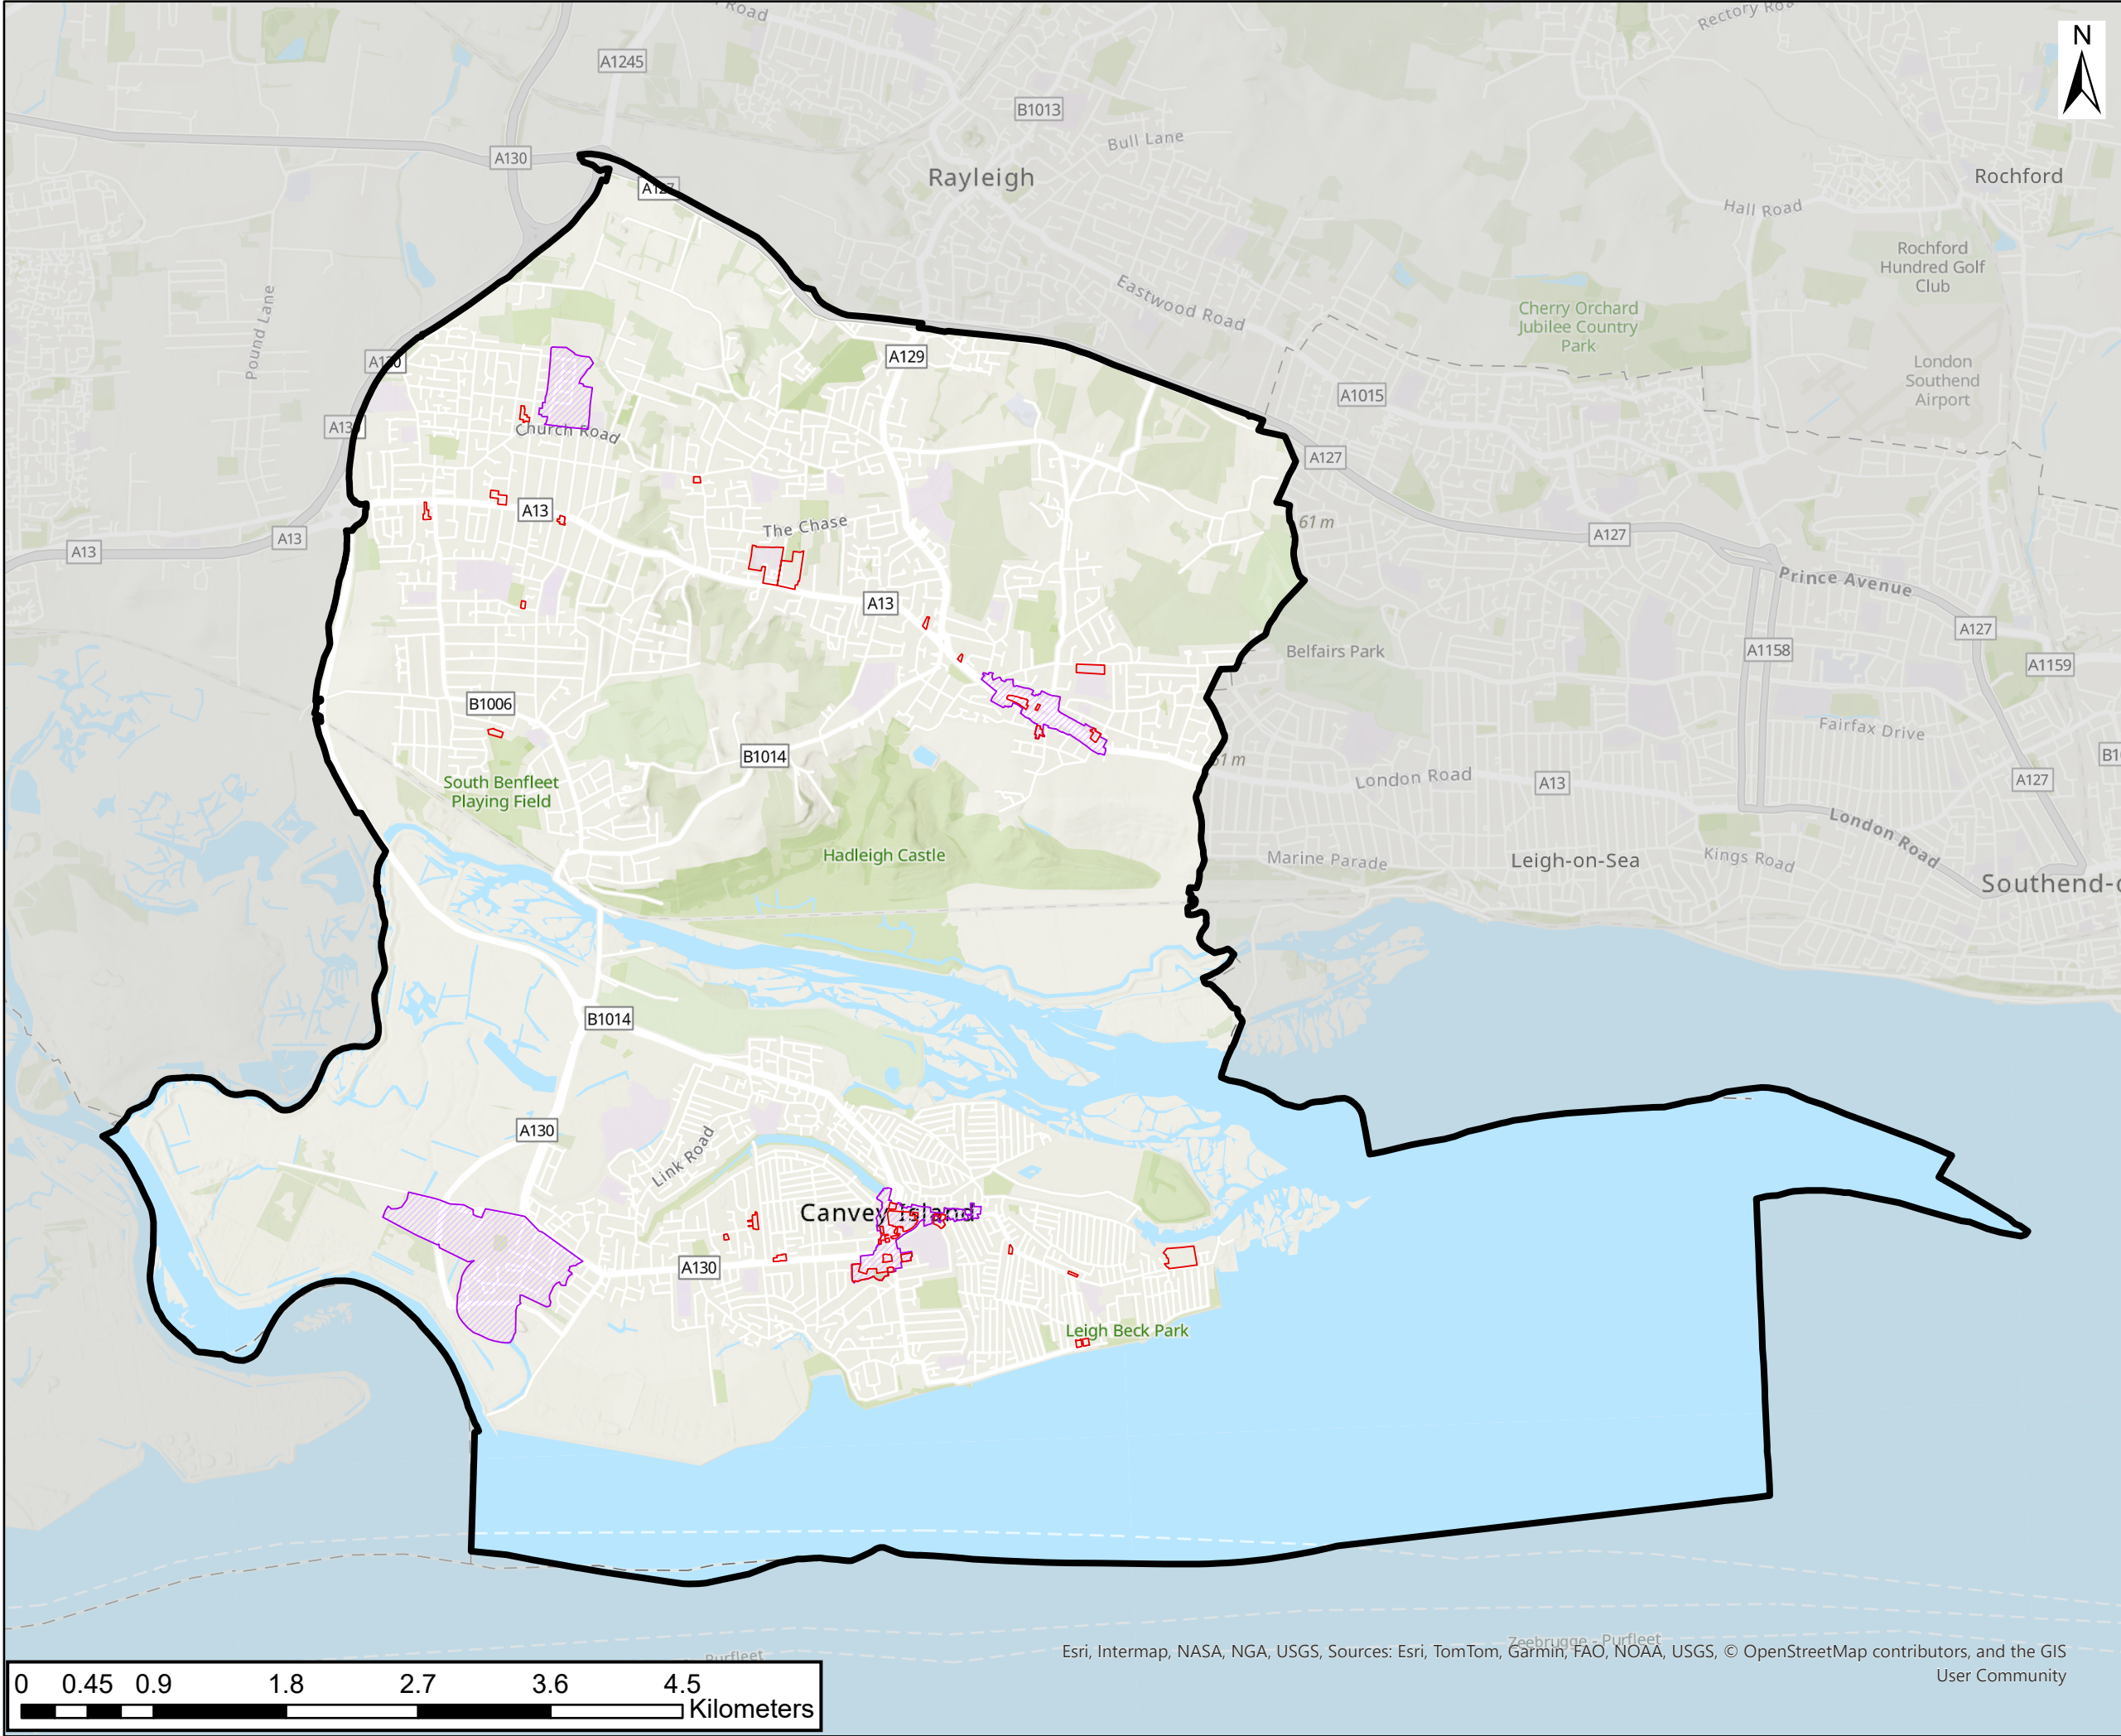 Road
Rectory Roa
N
A1245
B1013
Bull Lane
A130
Rayleigh
Rochford
A127
Hall Road
Rochford
Hundred Golf
Club
Pound Lane
Eastwood Road
Cherry Orchard
Jubilee Country
Park
A130
A129
London
Southend
Airport
A1015
A13
Church Road
A127
A13
The Chase
61 m
A127
A13
A13
Prince Avenue
A13
A127
Belfairs Park
A1158
A1159
B1006
Fairfax Drive
B1014
61 m
London Road
A13
A127
B1
South Benfleet
Playing Field
London Road
Hadleigh Castle
Marine Parade
Leigh-on-Sea
Kings Road
Southend-o
B1014
A130
Link Road
Canvey Island
A130
Leigh Beck Park
Zeebrugge - Purfleet
Purfleet
Esri, Intermap, NASA, NGA, USGS, Sources: Esri, TomTom, Garmin, FAO, NOAA, USGS, © OpenStreetMap contributors, and the GIS
User Community
0 0.45 0.9 1.8 2.7 3.6 4.5
Kilometers